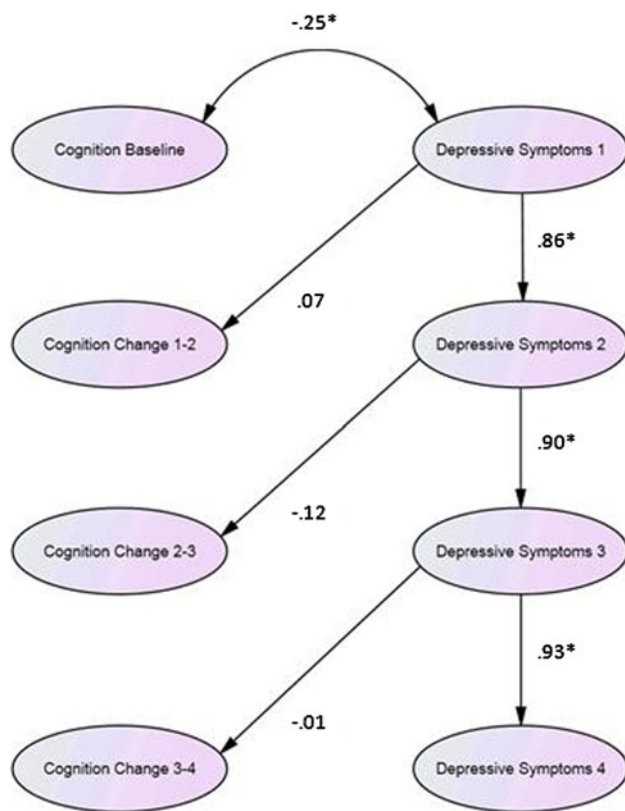 -.25*
Cognition Baseline
Depressive Symptoms 1
.86*
.07
Cognition Change 1-2
Depressive Symptoms 2
.90*
-.12
Cognition Change 2-3
Depressive Symptoms 3
.93*
-.01
Cognition Change 3-4
Depressive Symptoms 4